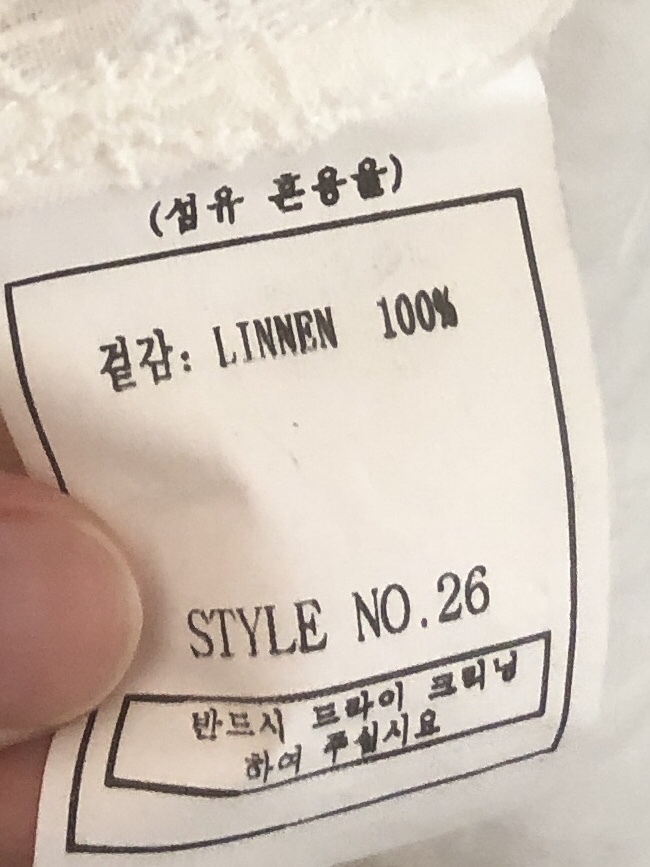 (섬유 혼용율)
겉감: LINNEN 100%
STYLE NO.26
반드시 드라이 크리닝
하여 주십시요